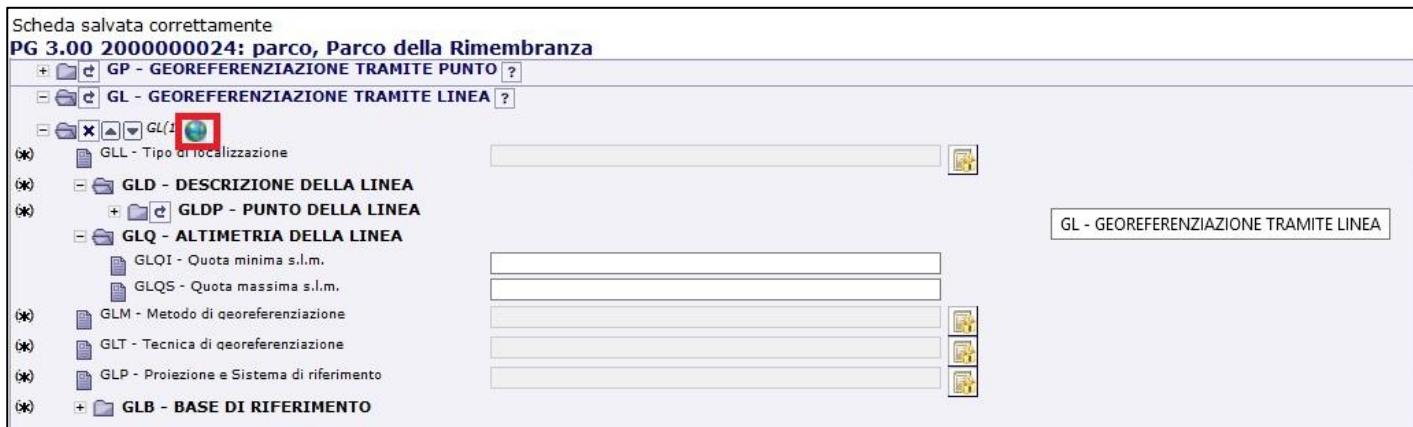 Scheda salvata correttamente
PG 3.00 2000000024: parco, Parco della Rimembranza
GP - GEOREFERENZIAZIONE TRAMITE PUNTO ?
GL - GEOREFERENZIAZIONE TRAMITE LINEA ?
GL(1
(*) GLL - Tipo di localizzazione
(*) GLD - DESCRIZIONE DELLA LINEA
(*) GLDP - PUNTO DELLA LINEA
GL - GEOREFERENZIAZIONE TRAMITE LINEA
GLQ - ALTIMETRIA DELLA LINEA
GLQI - Quota minima s.l.m.
GLQS - Quota massima s.l.m.
(*) GLM - Metodo di georeferenziazione
(*) GLT - Tecnica di georeferenziazione
(*) GLP - Proiezione e Sistema di riferimento
(*) GLB - BASE DI RIFERIMENTO